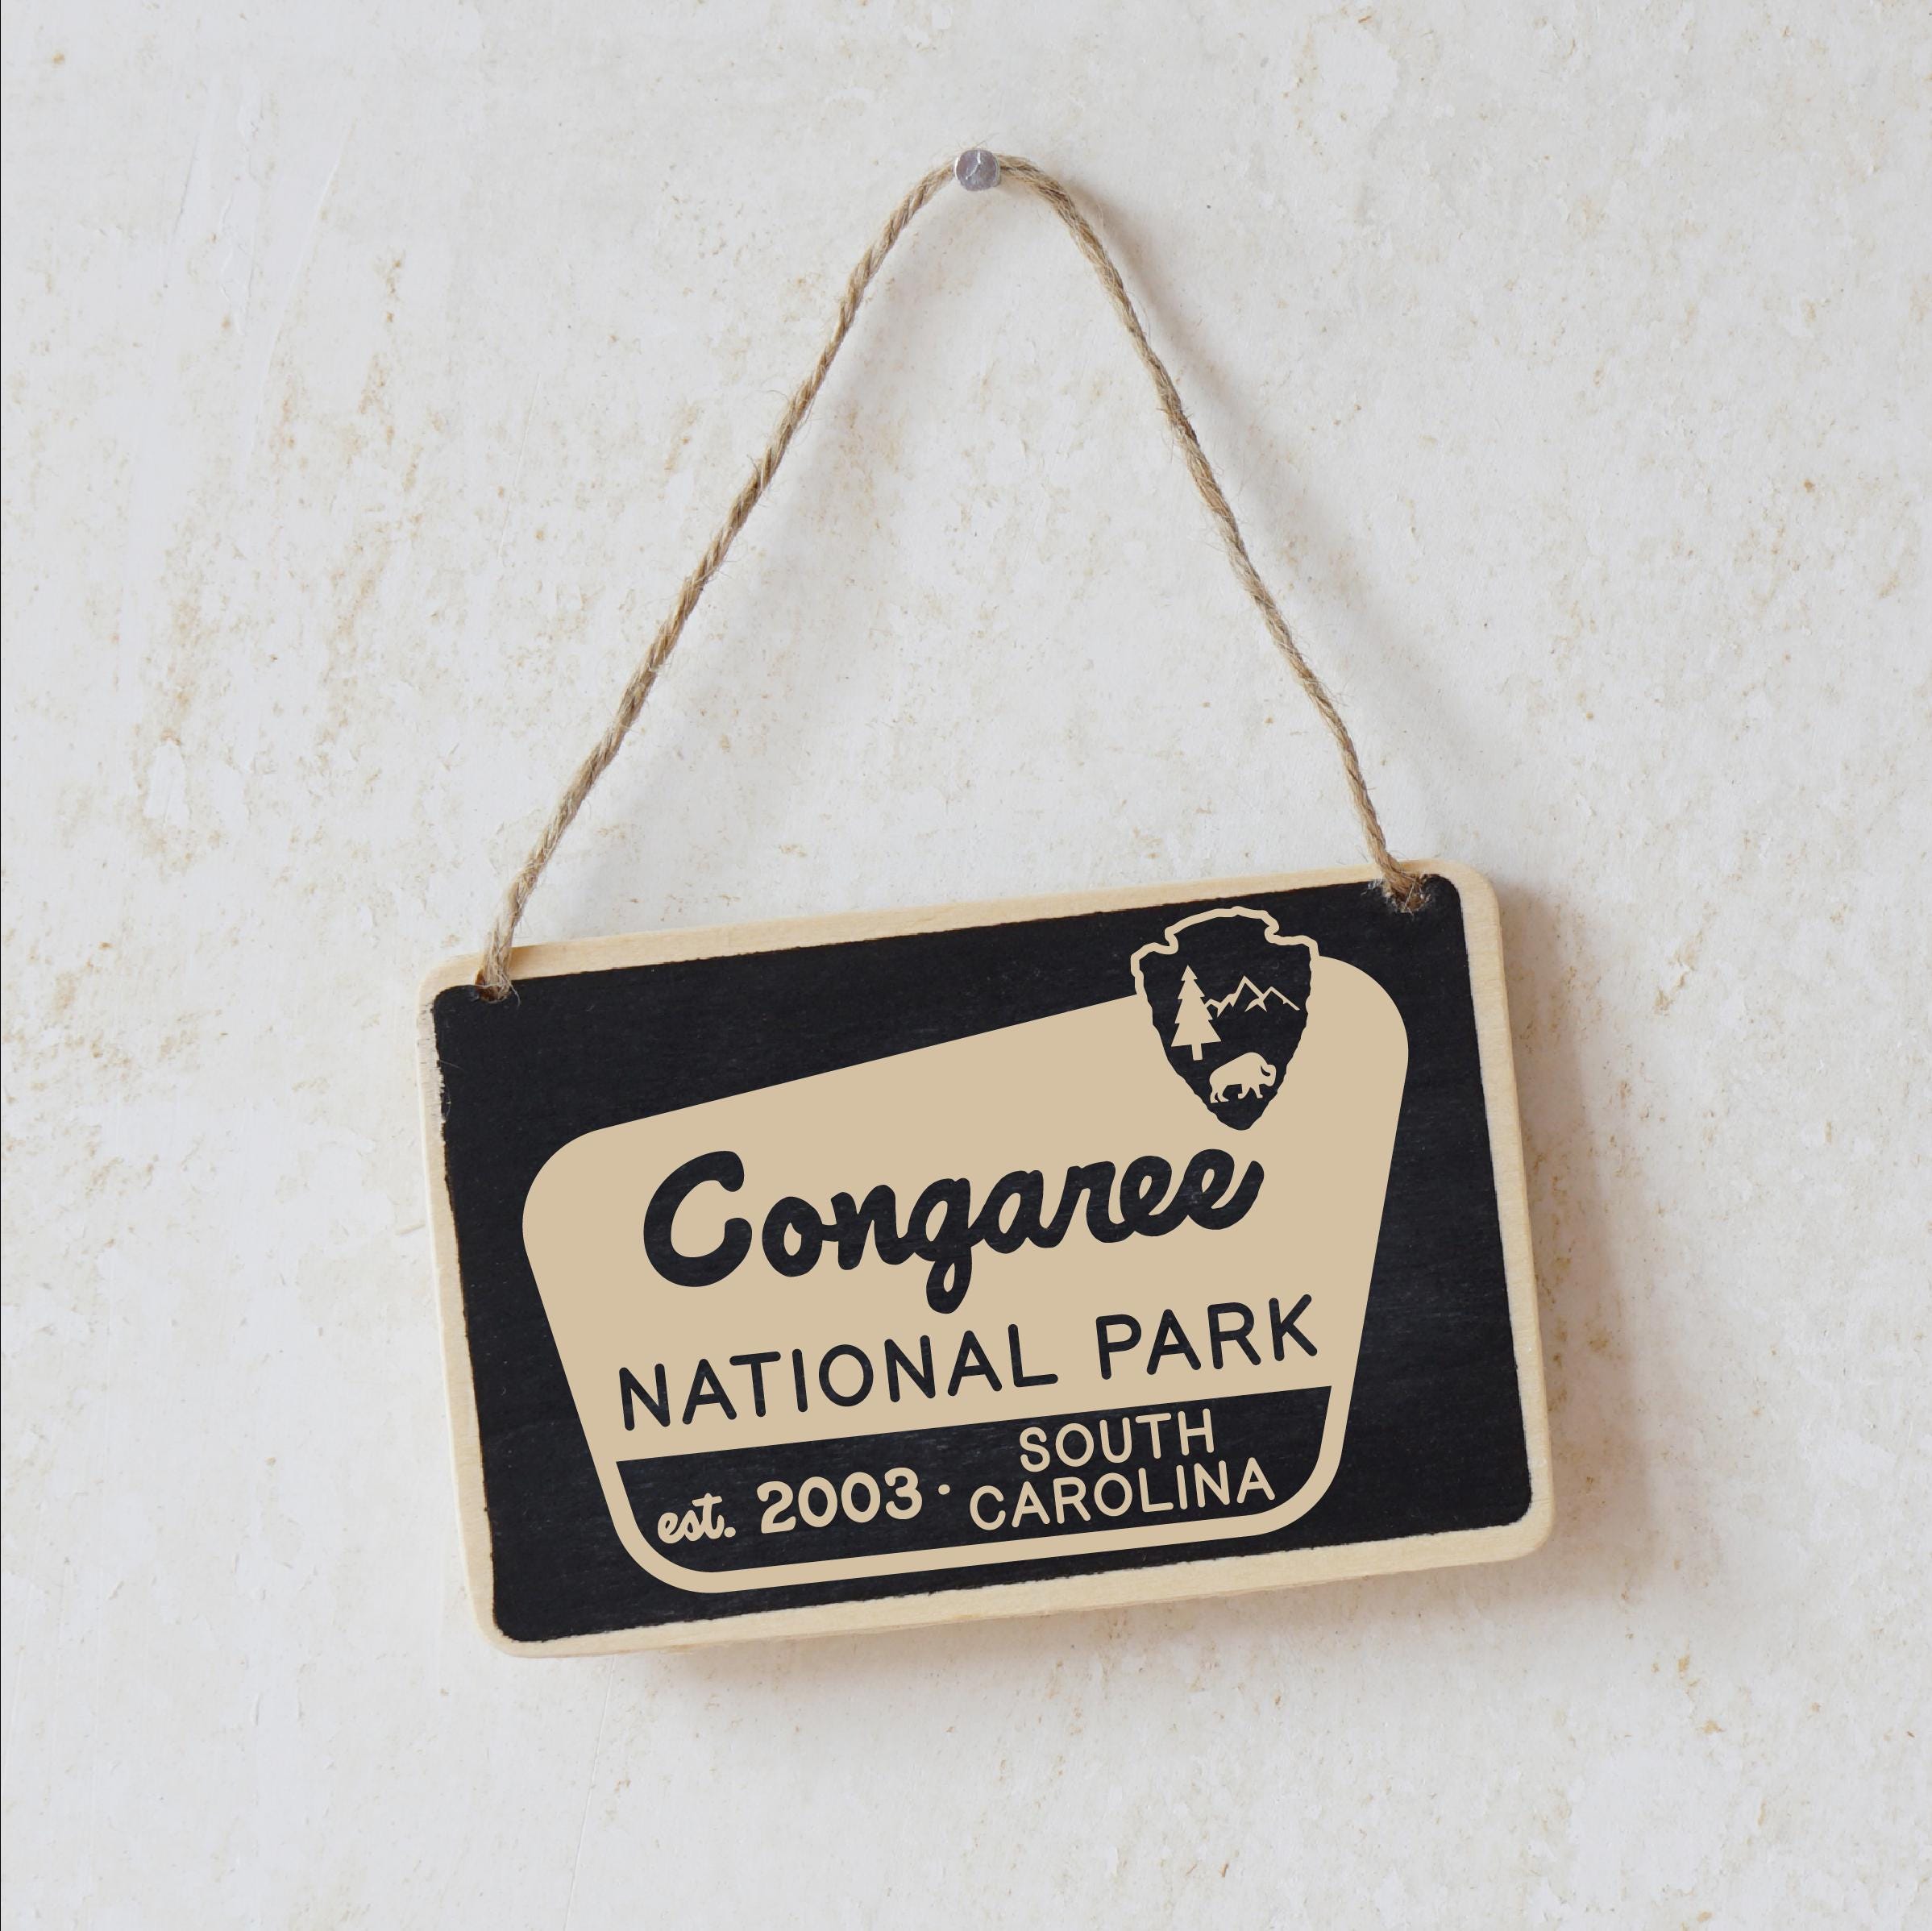 Congaree
NATIONAL PARK
est. 2003 · SOUTH
CAROLINA